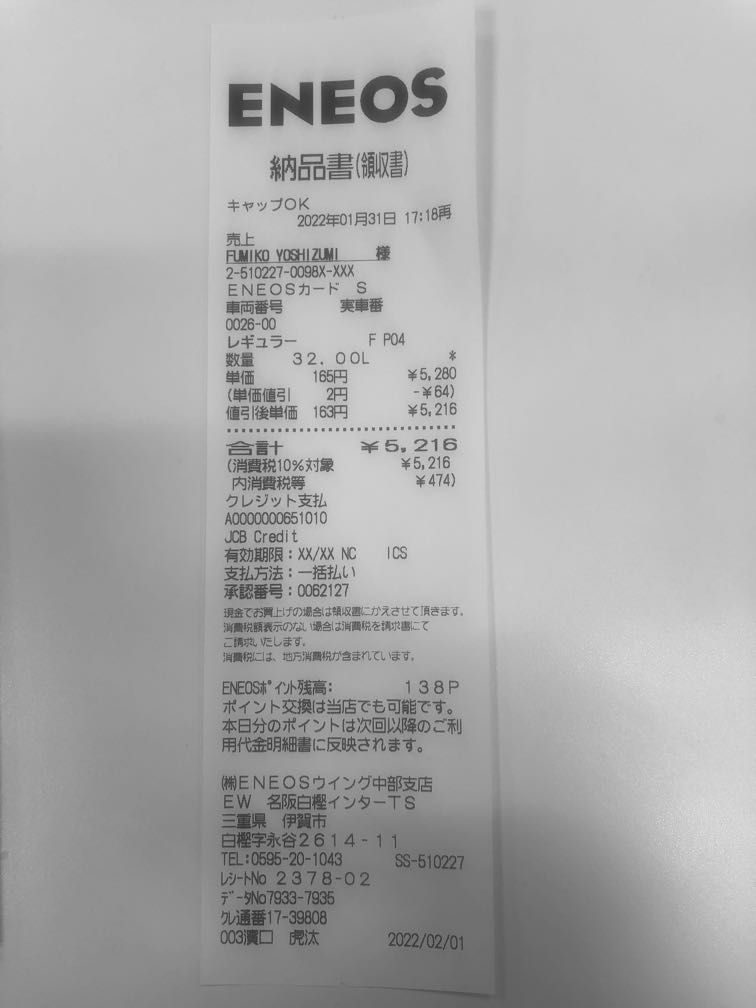 ENEOS
納品書(領収書)
キャップOK
2022年01月31日 17:18再
売上
FUMIKO YOSHIZUMI 様
2-510227-0098X-XXX
ENEOSカード S
車両番号 実車番
0026-00
レギュラー F P04
数量 32.00L *
単価 165円 ¥5,280
(単価値引 2円 -¥64)
値引後単価 163円 ¥5,216
合計 ¥5,216
(消費税10%対象 ¥5,216
内消費税等 ¥474)
クレジット支払
A0000000651010
JCB Credit
有効期限:XX/XX NC ICS
支払方法:一括払い
承認番号:0062127
現金でお買上げの場合は領収書にかえさせて頂きます。
消費税額表示のない場合は消費税を請求書にて
ご請求いたします。
消費税には、地方消費税が含まれています。
ENEOSポイント残高: 138P
ポイント交換は当店でも可能です。
本日分のポイントは次回以降のご利
用代金明細書に反映されます。
㈱ENEOSウイング中部支店
EW 名阪白樫インターTS
三重県 伊賀市
白樫字永谷2614-11
TEL:0595-20-1043 SS-510227
レシートNo 2378-02
データNo7933-7935
クレ通番17-39808
003濱口 虎汰 2022/02/01